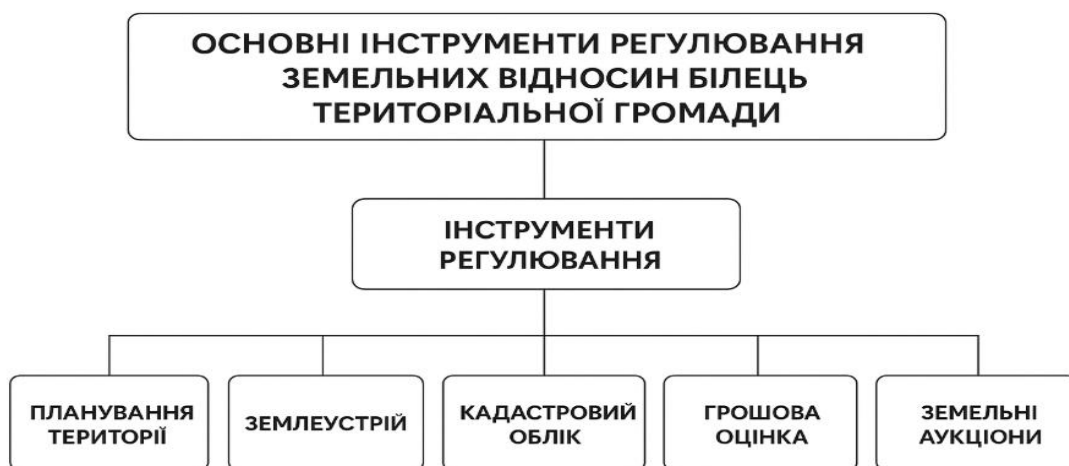 ОСНОВНІ ІНСТРУМЕНТИ РЕГУЛЮВАННЯ
ЗЕМЕЛЬНИХ ВІДНОСИН БІЛЕЦЬ
ТЕРИТОРІАЛЬНОЇ ГРОМАДИ
ІНСТРУМЕНТИ
РЕГУЛЮВАННЯ
ПЛАНУВАННЯ
ТЕРИТОРІЇ
ЗЕМЛЕУСТРІЙ
КАДАСТРОВИЙ
ОБЛІК
ГРОШОВА
ОЦІНКА
ЗЕМЕЛЬНІ
АУКЦІОНИ